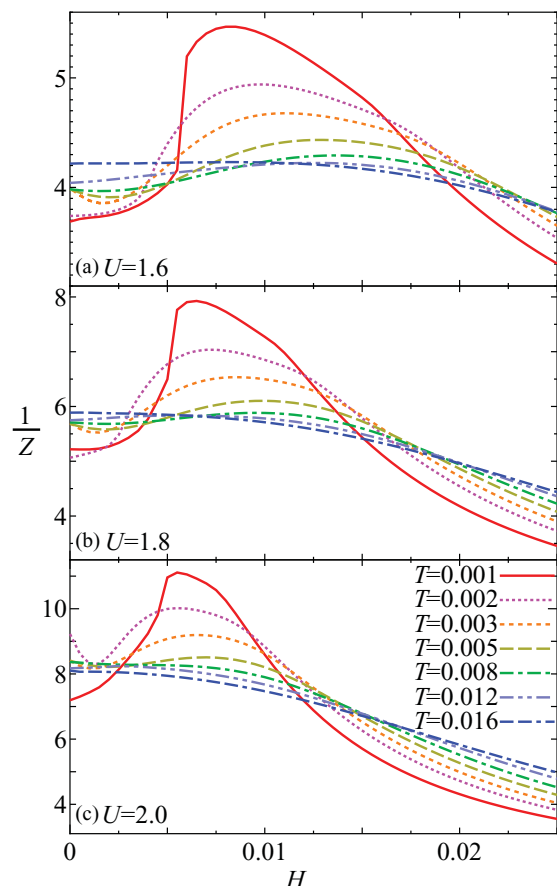 5
4
(a) U=1.6
8
6
4
1
Z
(b) U=1.8
10
8
6
4
T=0.001
T=0.002
T=0.003
T=0.005
T=0.008
T=0.012
T=0.016
(c) U=2.0
0 0.01 0.02
H